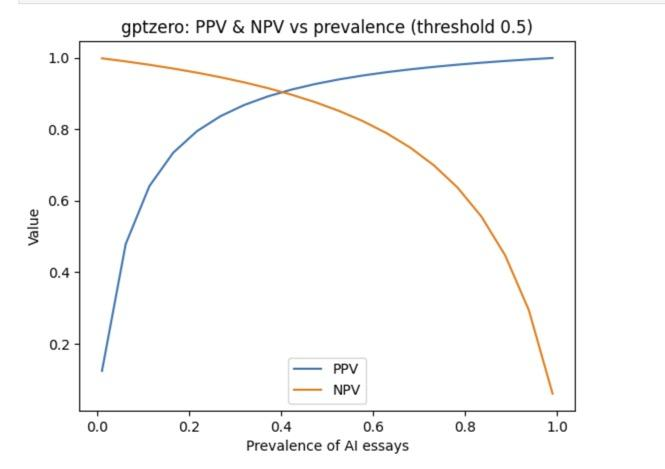 gptzero: PPV & NPV vs prevalence (threshold 0.5)
1.0
0.8
0.6
0.4
0.2
Value
PPV
NPV
0.0 0.2 0.4 0.6 0.8 1.0
Prevalence of AI essays